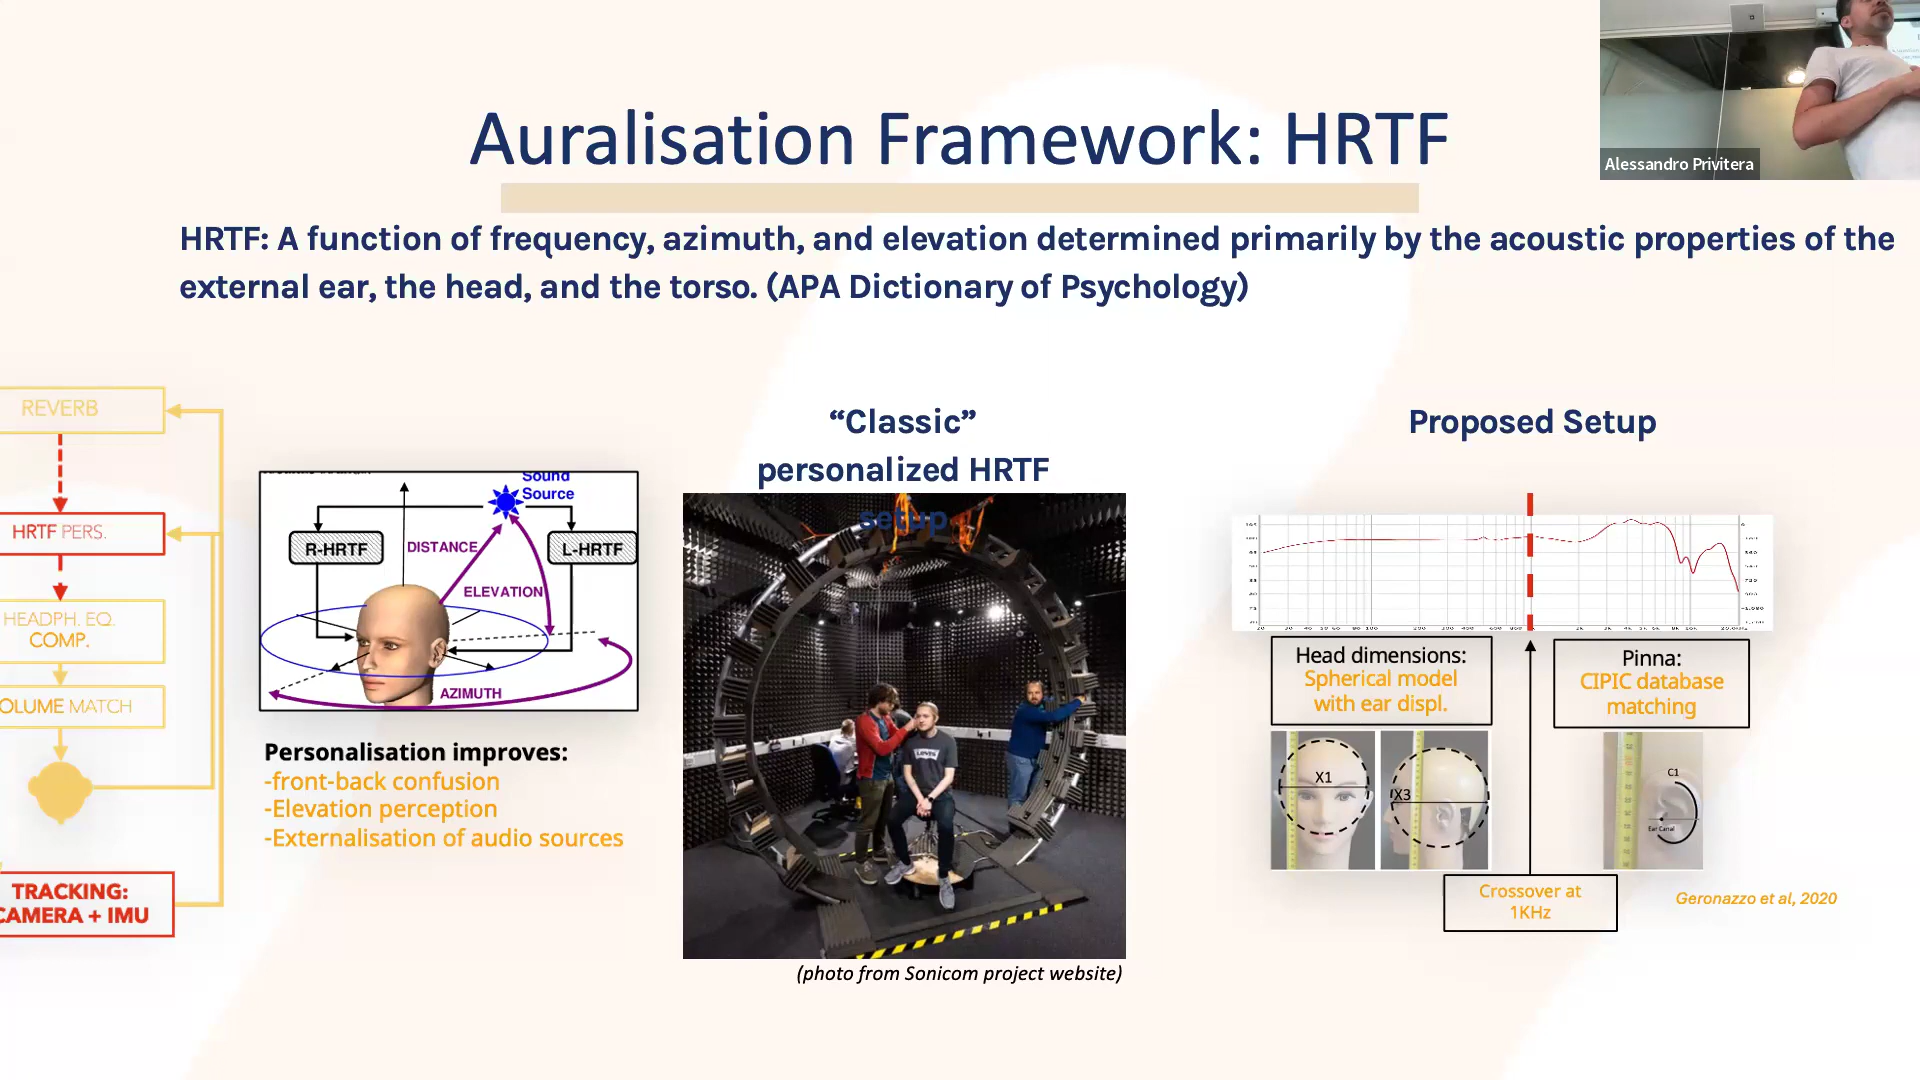 Auralisation Framework: HRTF
Alessandro Privitera
HRTF: A function of frequency, azimuth, and elevation determined primarily by the acoustic properties of the
external ear, the head, and the torso. (APA Dictionary of Psychology)
REVERB
HRTF PERS.
HEADPH. EQ.
COMP.
OLUME MATCH
TRACKING:
CAMERA + IMU
Sound
Source
R-HRTF
L-HRTF
DISTANCE
ELEVATION
AZIMUTH
Personalisation improves:
-front-back confusion
-Elevation perception
-Externalisation of audio sources
“Classic”
personalized HRTF
setup
Levi's
(photo from Sonicom project website)
Proposed Setup
Head dimensions:
Spherical model
with ear displ.
Pinna:
CIPIC database
matching
X1
X3
C1
Ear Canal
Crossover at
1KHz
Geronazzo et al, 2020